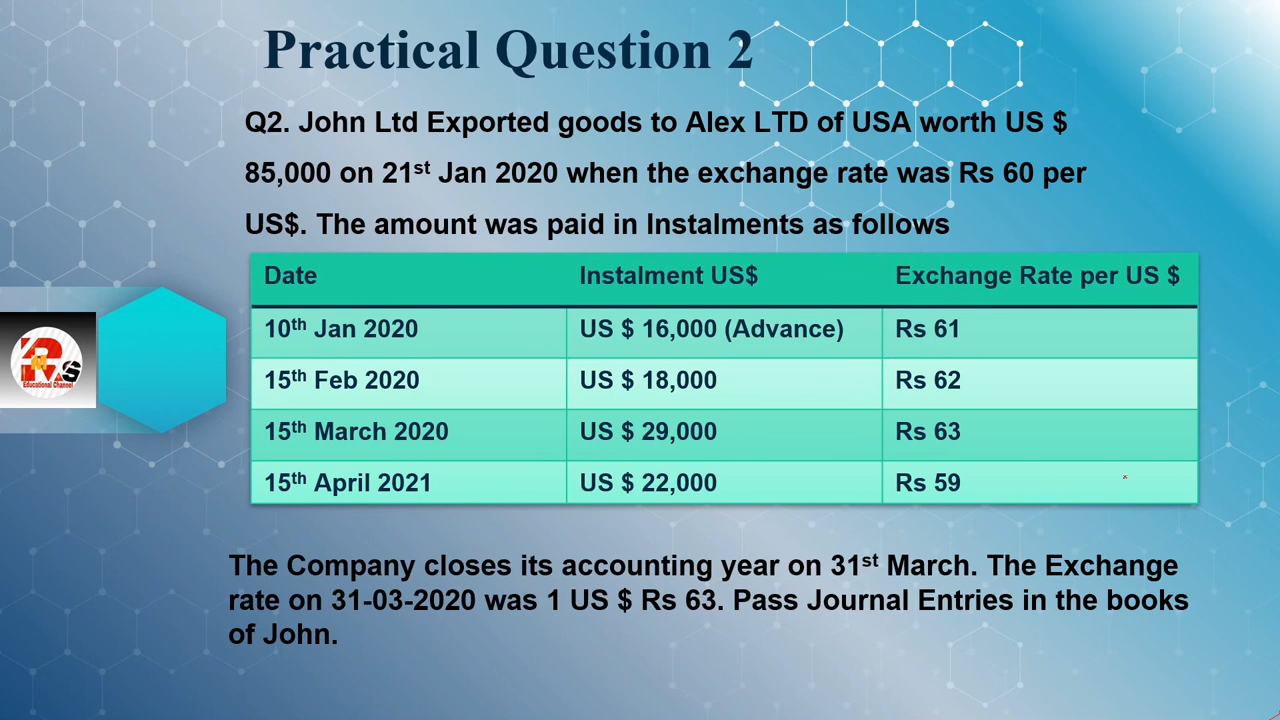 Practical Question 2
Q2. John Ltd Exported goods to Alex LTD of USA worth US $
85,000 on 21st Jan 2020 when the exchange rate was Rs 60 per
US$. The amount was paid in Instalments as follows
Date Instalment US$ Exchange Rate per US $
10th Jan 2020 US $ 16,000 (Advance) Rs 61
15th Feb 2020 US $ 18,000 Rs 62
15th March 2020 US $ 29,000 Rs 63
15th April 2021 US $ 22,000 Rs 59
Educational Channel
The Company closes its accounting year on 31st March. The Exchange
rate on 31-03-2020 was 1 US $ Rs 63. Pass Journal Entries in the books
of John.